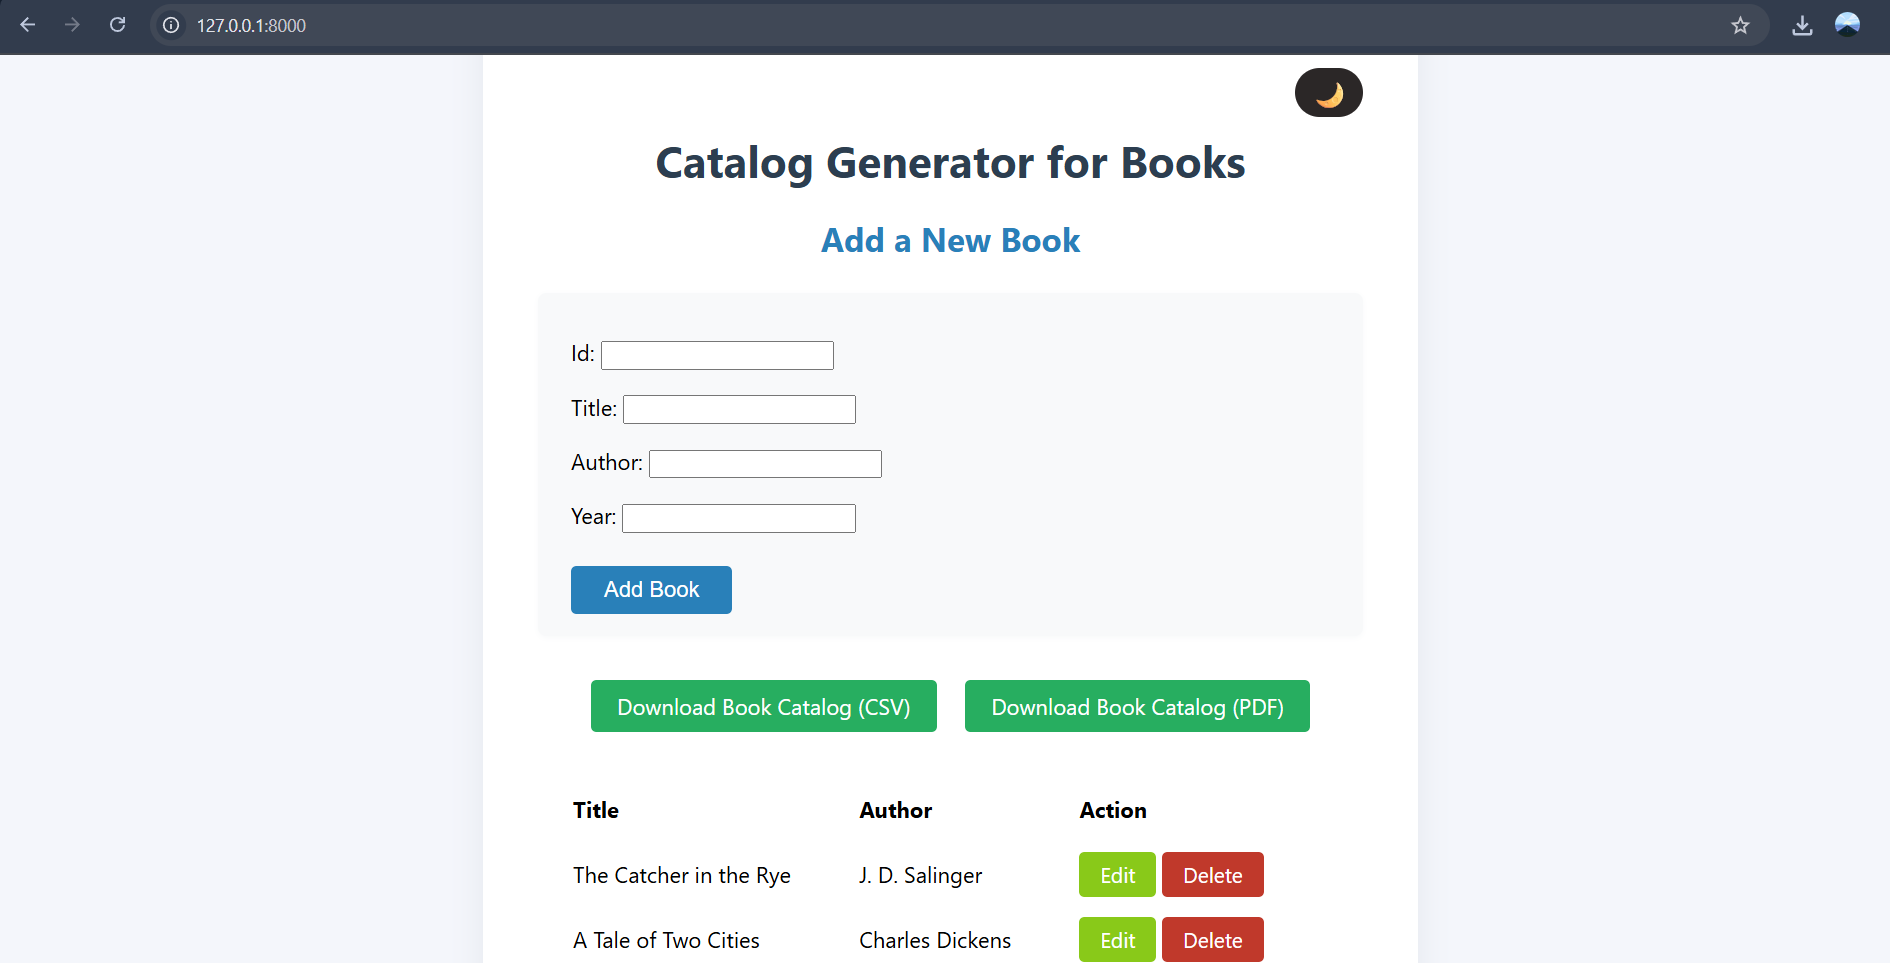 127.0.0.1:8000
Catalog Generator for Books
Add a New Book
Id:
Title:
Author:
Year:
Add Book
Download Book Catalog (CSV) Download Book Catalog (PDF)
Title Author Action
The Catcher in the Rye J. D. Salinger Edit Delete
A Tale of Two Cities Charles Dickens Edit Delete